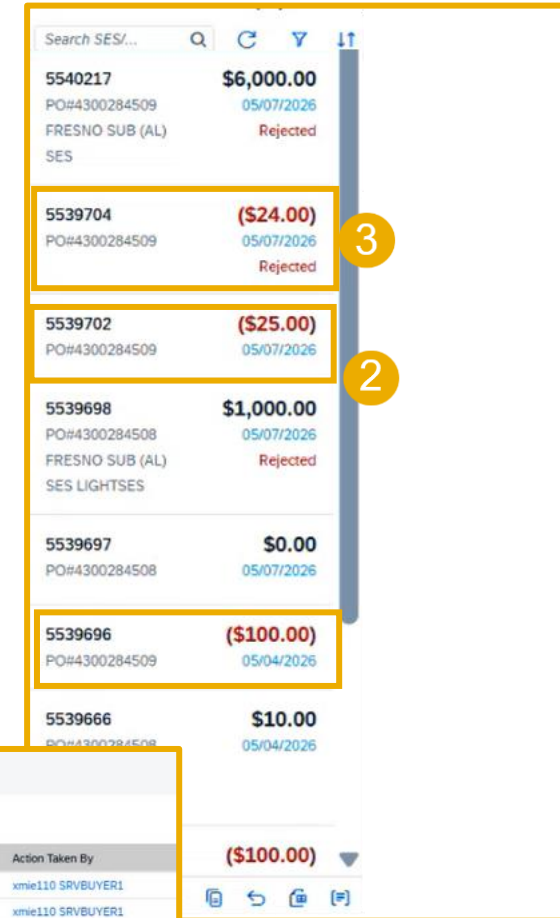 Search SES/...
5540217 $6,000.00
PO#4300284509 05/07/2026
FRESNO SUB (AL) Rejected
SES
5539704 ($24.00)
PO#4300284509 05/07/2026
Rejected
3
5539702 ($25.00)
PO#4300284509 05/07/2026
2
5539698 $1,000.00
PO#4300284508 05/07/2026
FRESNO SUB (AL) Rejected
SES LIGHTSES
5539697 $0.00
PO#4300284508 05/07/2026
5539696 ($100.00)
PO#4300284509 05/04/2026
5539666 $10.00
PO#4300284508 05/04/2026
($100.00)
Action Taken By
xmie110 SRVBUYER1
xmie110 SRVBUYER1